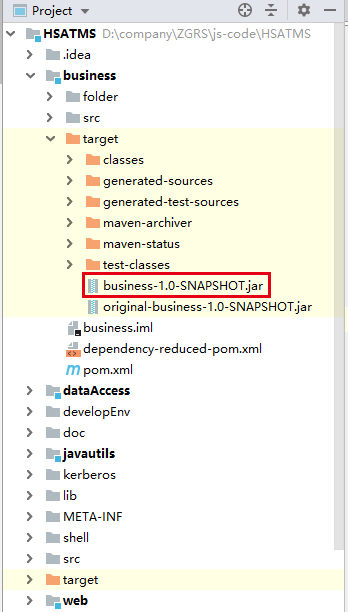 Project
HSATMS D:\company\ZGRS\js-code\HSATMS
.idea
business
folder
src
target
classes
generated-sources
generated-test-sources
maven-archiver
maven-status
test-classes
business-1.0-SNAPSHOT.jar
original-business-1.0-SNAPSHOT.jar
business.iml
dependency-reduced-pom.xml
pom.xml
dataAccess
developEnv
doc
javautils
kerberos
lib
META-INF
shell
src
target
web